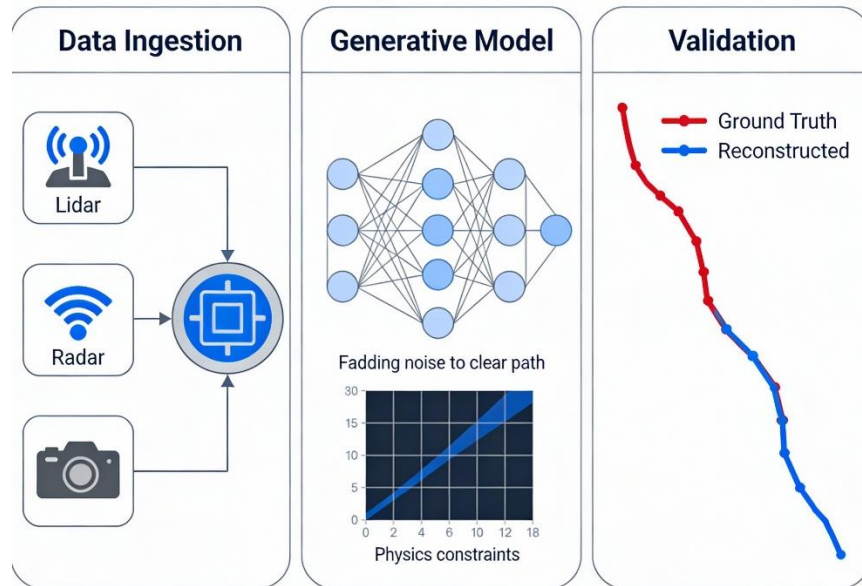 Data Ingestion
Lidar
Radar
Generative Model
Fadding noise to clear path
30
15
10
5
0
0 2 4 6 10 12 18
Physics constraints
Validation
Ground Truth
Reconstructed